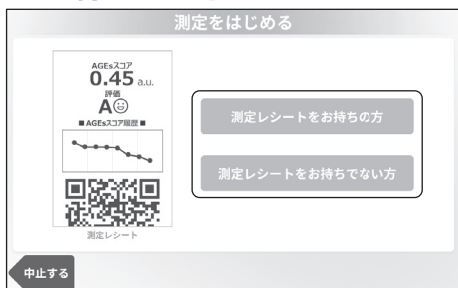 測定をはじめる
AGEsスコア
0.45 a.u.
評価
A
■ AGEsスコア履歴 ■
測定レシート
測定レシートをお持ちの方
測定レシートをお持ちでない方
中止する